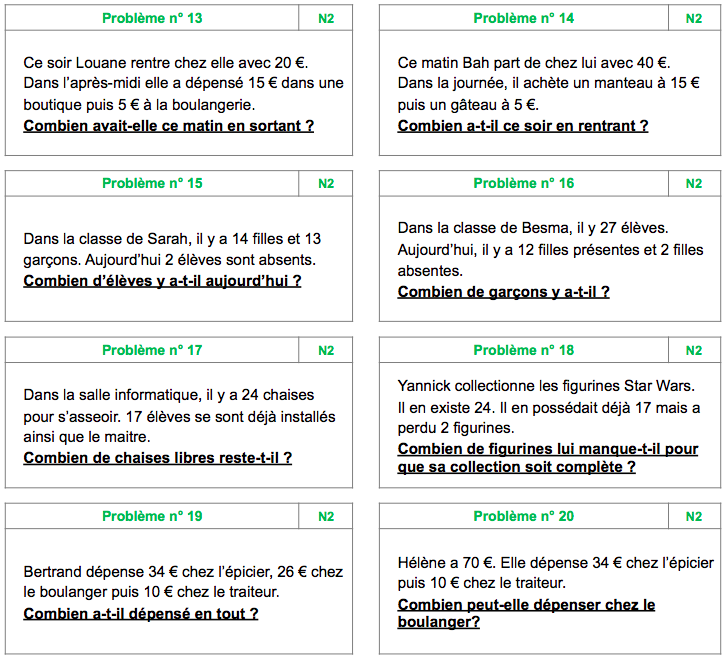 Problème n° 13 N2
Ce soir Louane rentre chez elle avec 20 €.
Dans l'après-midi elle a dépensé 15 € dans une
boutique puis 5 € à la boulangerie.
Combien avait-elle ce matin en sortant ?
Problème n° 14 N2
Ce matin Bah part de chez lui avec 40 €.
Dans la journée, il achète un manteau à 15 €
puis un gâteau à 5 €.
Combien a-t-il ce soir en rentrant ?
Problème n° 15 N2
Dans la classe de Sarah, il y a 14 filles et 13
garçons. Aujourd'hui 2 élèves sont absents.
Combien d'élèves y a-t-il aujourd'hui ?
Problème n° 16 N2
Dans la classe de Besma, il y 27 élèves.
Aujourd'hui, il y a 12 filles présentes et 2 filles
absentes.
Combien de garçons y a-t-il ?
Problème n° 17 N2
Dans la salle informatique, il y a 24 chaises
pour s'asseoir. 17 élèves se sont déjà installés
ainsi que le maitre.
Combien de chaises libres reste-t-il ?
Problème n° 18 N2
Yannick collectionne les figurines Star Wars.
Il en existe 24. Il en possédait déjà 17 mais a
perdu 2 figurines.
Combien de figurines lui manque-t-il pour
que sa collection soit complète ?
Problème n° 19 N2
Bertrand dépense 34 € chez l'épicier, 26 € chez
le boulanger puis 10 € chez le traiteur.
Combien a-t-il dépensé en tout ?
Problème n° 20 N2
Hélène a 70 €. Elle dépense 34 € chez l'épicier
puis 10 € chez le traiteur.
Combien peut-elle dépenser chez le
boulanger?